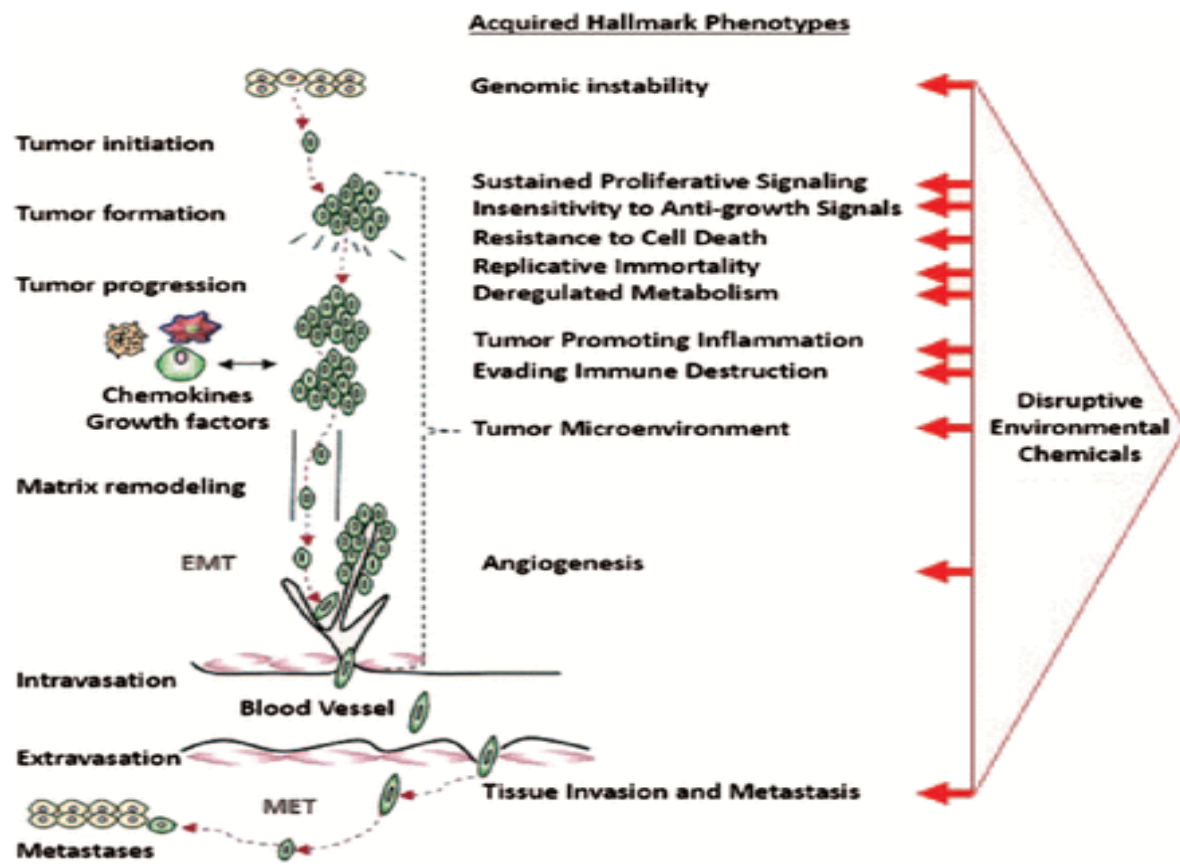 Acquired Hallmark Phenotypes
Genomic instability
Tumor initiation
Sustained Proliferative Signaling
Tumor formation
Insensitivity to Anti-growth Signals
Resistance to Cell Death
Replicative Immortality
Tumor progression
Deregulated Metabolism
Tumor Promoting Inflammation
Evading Immune Destruction
Chemokines
Growth factors
Tumor Microenvironment
Disruptive
Environmental
Chemicals
Matrix remodeling
EMT
Angiogenesis
Intravasation
Blood Vessel
Extravasation
Tissue Invasion and Metastasis
MET
Metastases